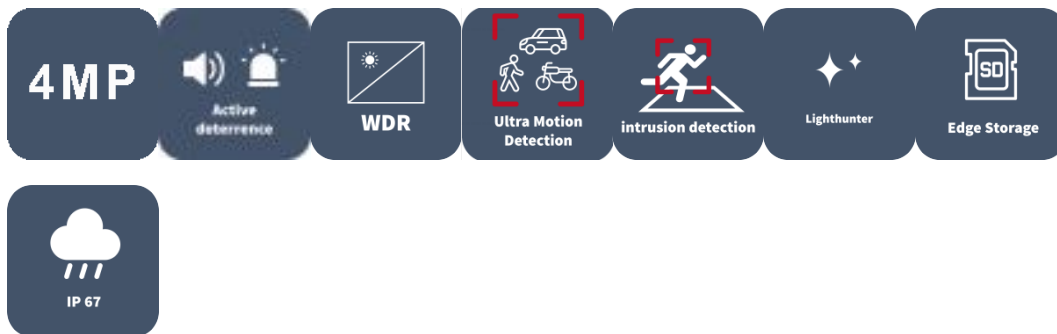 4MP
Active
deterrence
WDR
Ultra Motion
Detection
intrusion detection
Lighthunter
SD
Edge Storage
IP 67